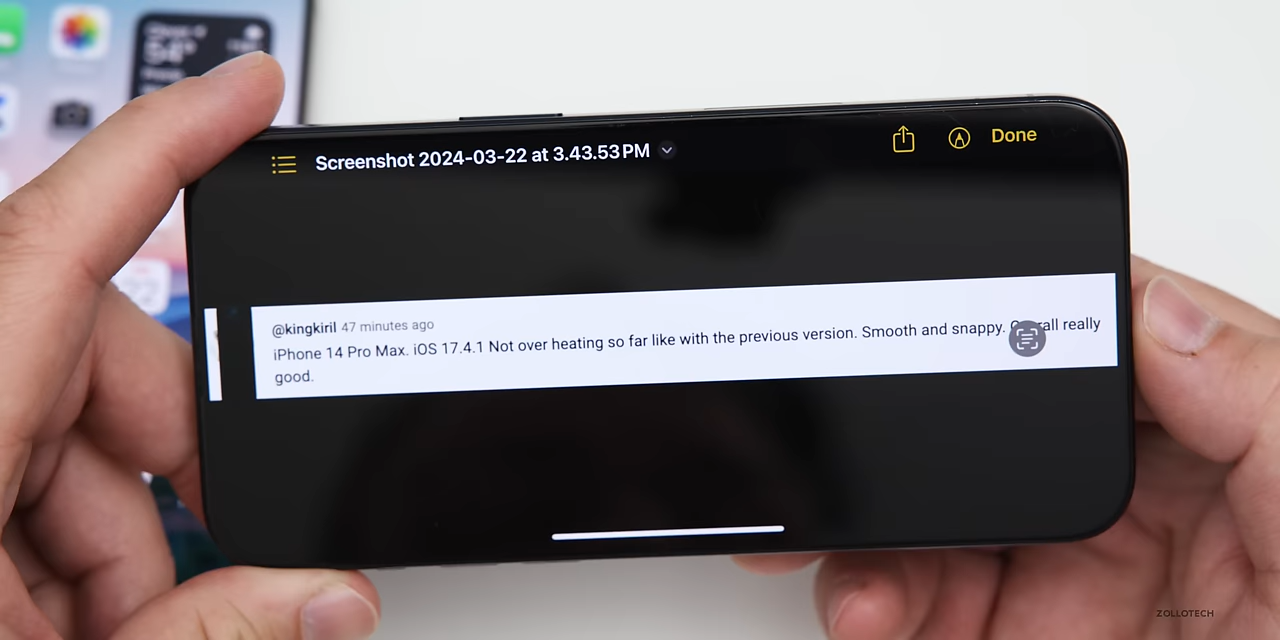 54°
Screenshot 2024-03-22 at 3.43.53 PM
Done
@kingkiril 47 minutes ago
iPhone 14 Pro Max. iOS 17.4.1 Not over heating so far like with the previous version. Smooth and snappy. really
good.
22
ZOLLOTECH